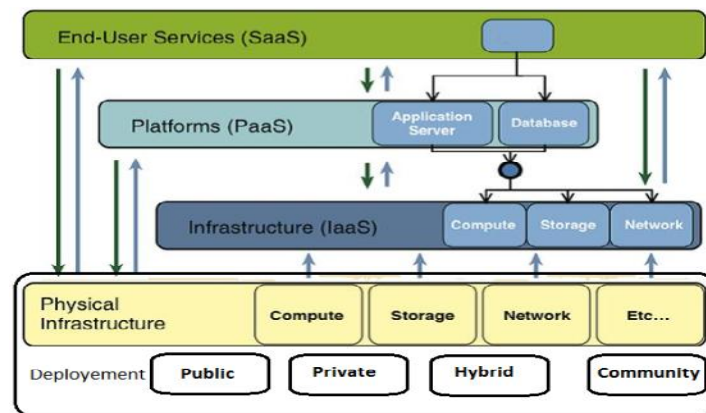 End-User Services (SaaS)
Platforms (PaaS)
Application
Server
Database
Infrastructure (IaaS)
Compute
Storage
Network
Physical
Infrastructure
Compute
Storage
Network
Etc...
Deployement
Public
Private
Hybrid
Community